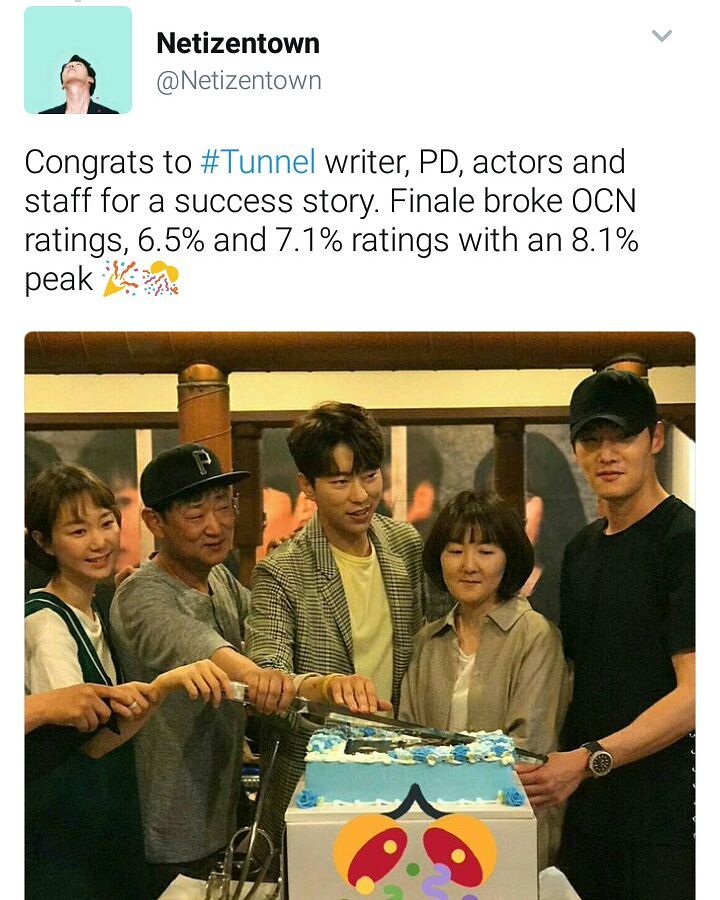 Netizentown
@Netizentown
Congrats to #Tunnel writer, PD, actors and
staff for a success story. Finale broke OCN
ratings, 6.5% and 7.1% ratings with an 8.1%
peak 🎉🎊
P